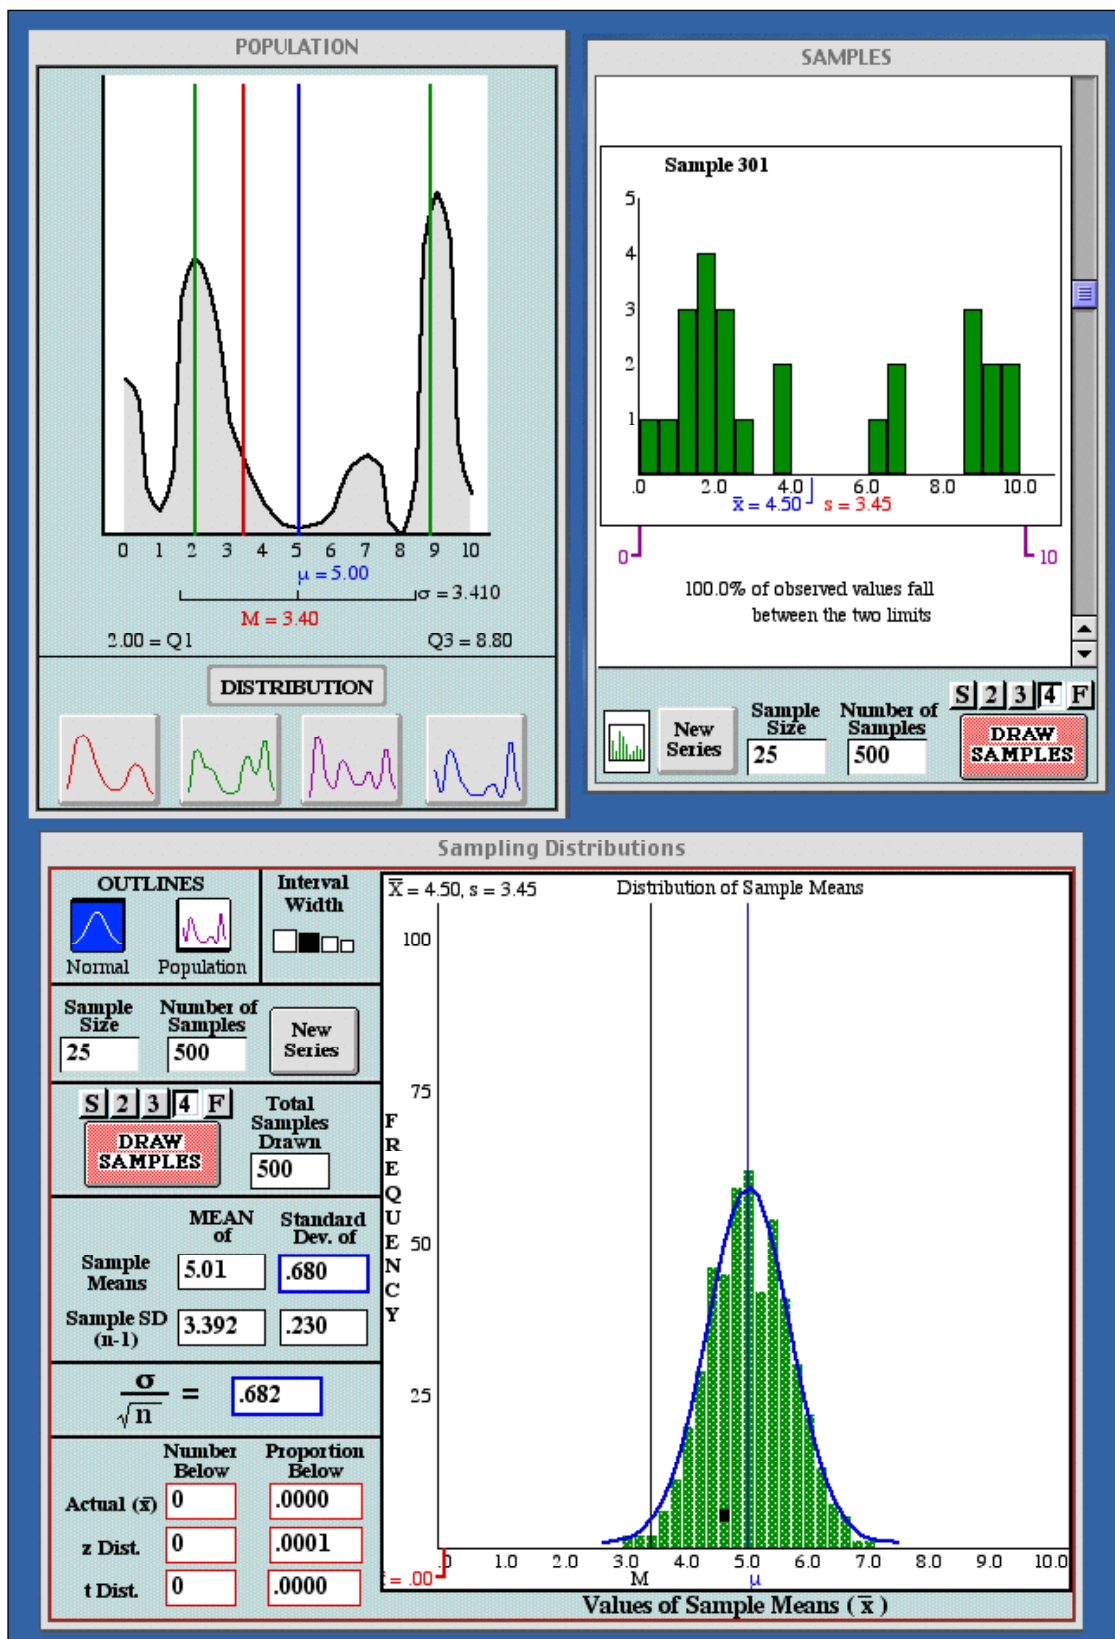 POPULATION
0 1 2 3 4 5 6 7 8 9 10
μ = 5.00
σ = 3.410
M = 3.40
2.00 = Q1
Q3 = 8.80
DISTRIBUTION
SAMPLES
Sample 301
5
4
3
2
1
.0 2.0 4.0 6.0 8.0 10.0
x̄ = 4.50 s = 3.45
0 10
100.0% of observed values fall
between the two limits
New
Series
Sample
Size
25
Number of
Samples
500
S 2 3 4 F
DRAW
SAMPLES
Sampling Distributions
OUTLINES
Normal Population
Interval
Width
Sample
Size
25
Number of
Samples
500
New
Series
S 2 3 4 F
DRAW
SAMPLES
Total
Samples
Drawn
500
MEAN
of
Standard
Dev. of
Sample
Means
5.01 .680
Sample SD
(n-1)
3.392 .230
σ
√n
= .682
Number
Below
Proportion
Below
Actual (x̄) 0 .0000
z Dist. 0 .0001
t Dist. 0 .0000
X̄ = 4.50, s = 3.45
Distribution of Sample Means
FREQUENCY
100
75
50
25
.0 1.0 2.0 3.0 4.0 5.0 6.0 7.0 8.0 9.0 10.0
M μ
= .00
Values of Sample Means ( x̄ )